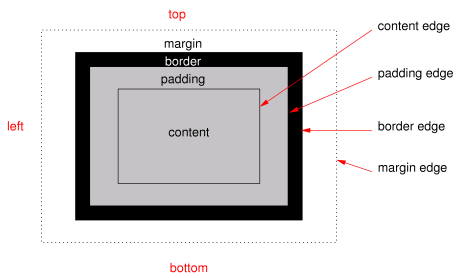 top
content edge
margin
border
padding edge
padding
left
content
border edge
margin edge
bottom